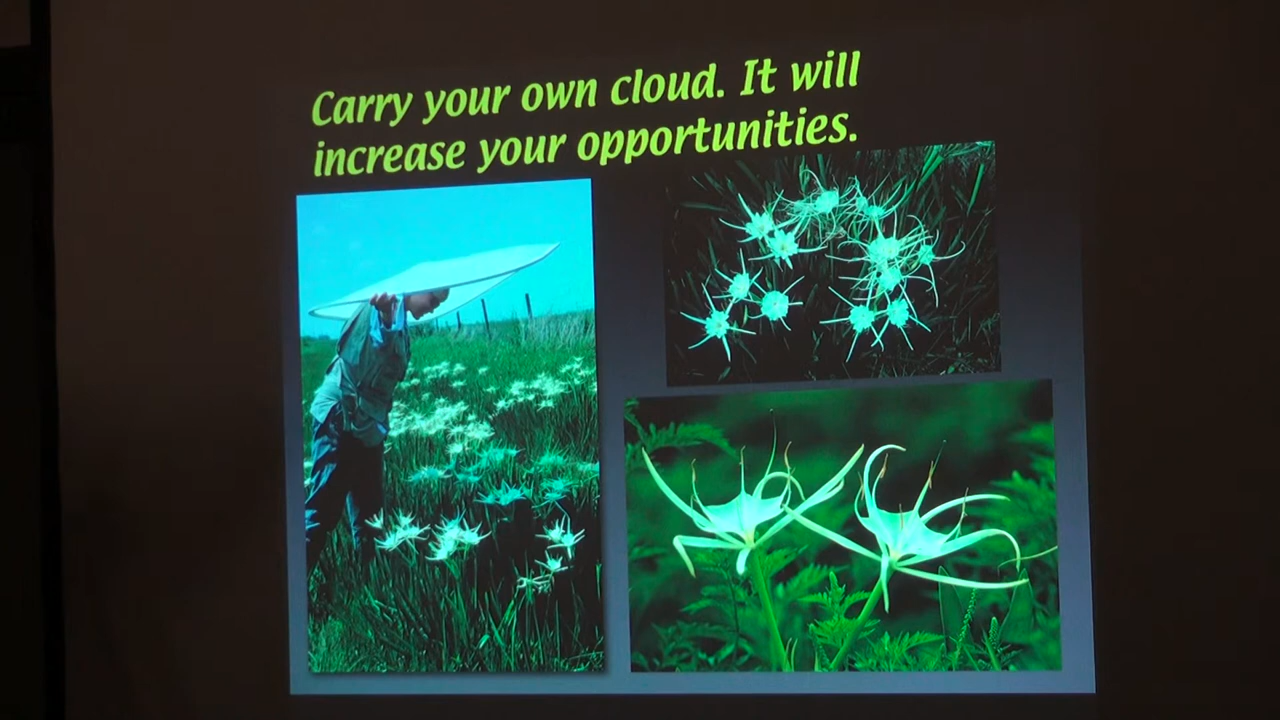 Carry your own cloud. It will
increase your opportunities.